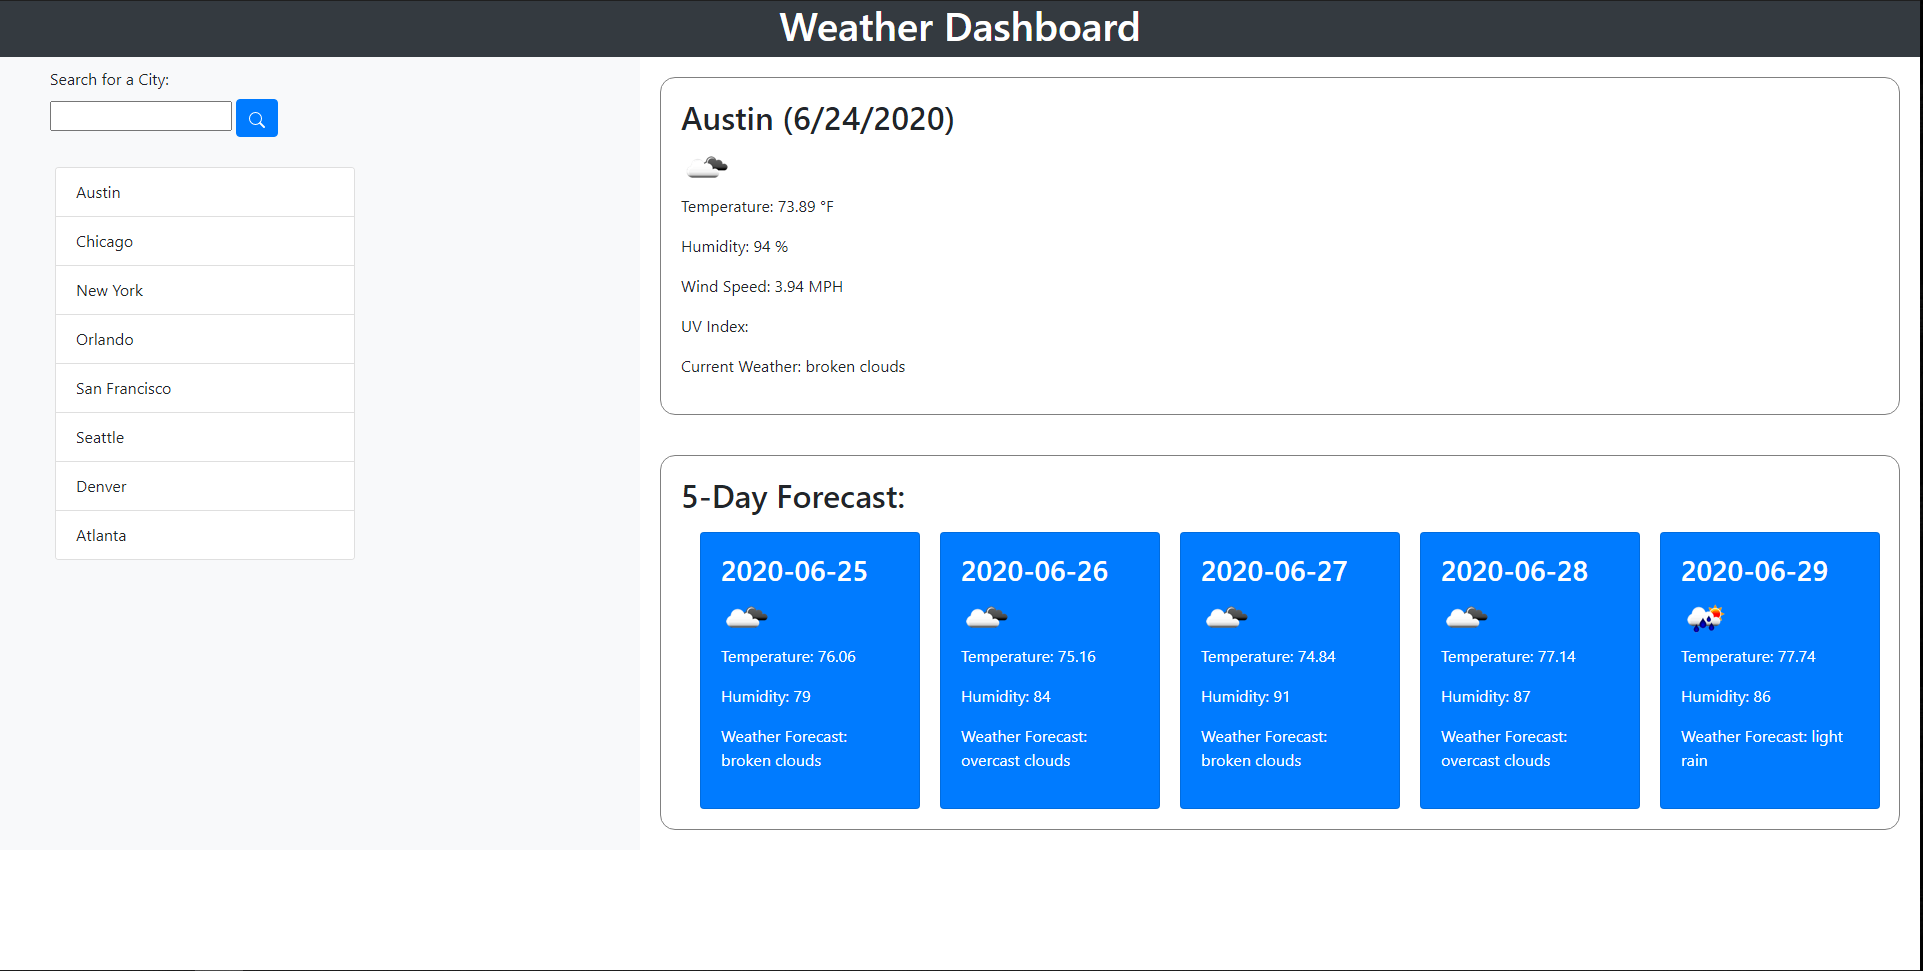 Weather Dashboard
Search for a City:
Austin
Chicago
New York
Orlando
San Francisco
Seattle
Denver
Atlanta
Austin (6/24/2020)
Temperature: 73.89 °F
Humidity: 94 %
Wind Speed: 3.94 MPH
UV Index:
Current Weather: broken clouds
5-Day Forecast:
2020-06-25
Temperature: 76.06
Humidity: 79
Weather Forecast:
broken clouds
2020-06-26
Temperature: 75.16
Humidity: 84
Weather Forecast:
overcast clouds
2020-06-27
Temperature: 74.84
Humidity: 91
Weather Forecast:
broken clouds
2020-06-28
Temperature: 77.14
Humidity: 87
Weather Forecast:
overcast clouds
2020-06-29
Temperature: 77.74
Humidity: 86
Weather Forecast: light
rain